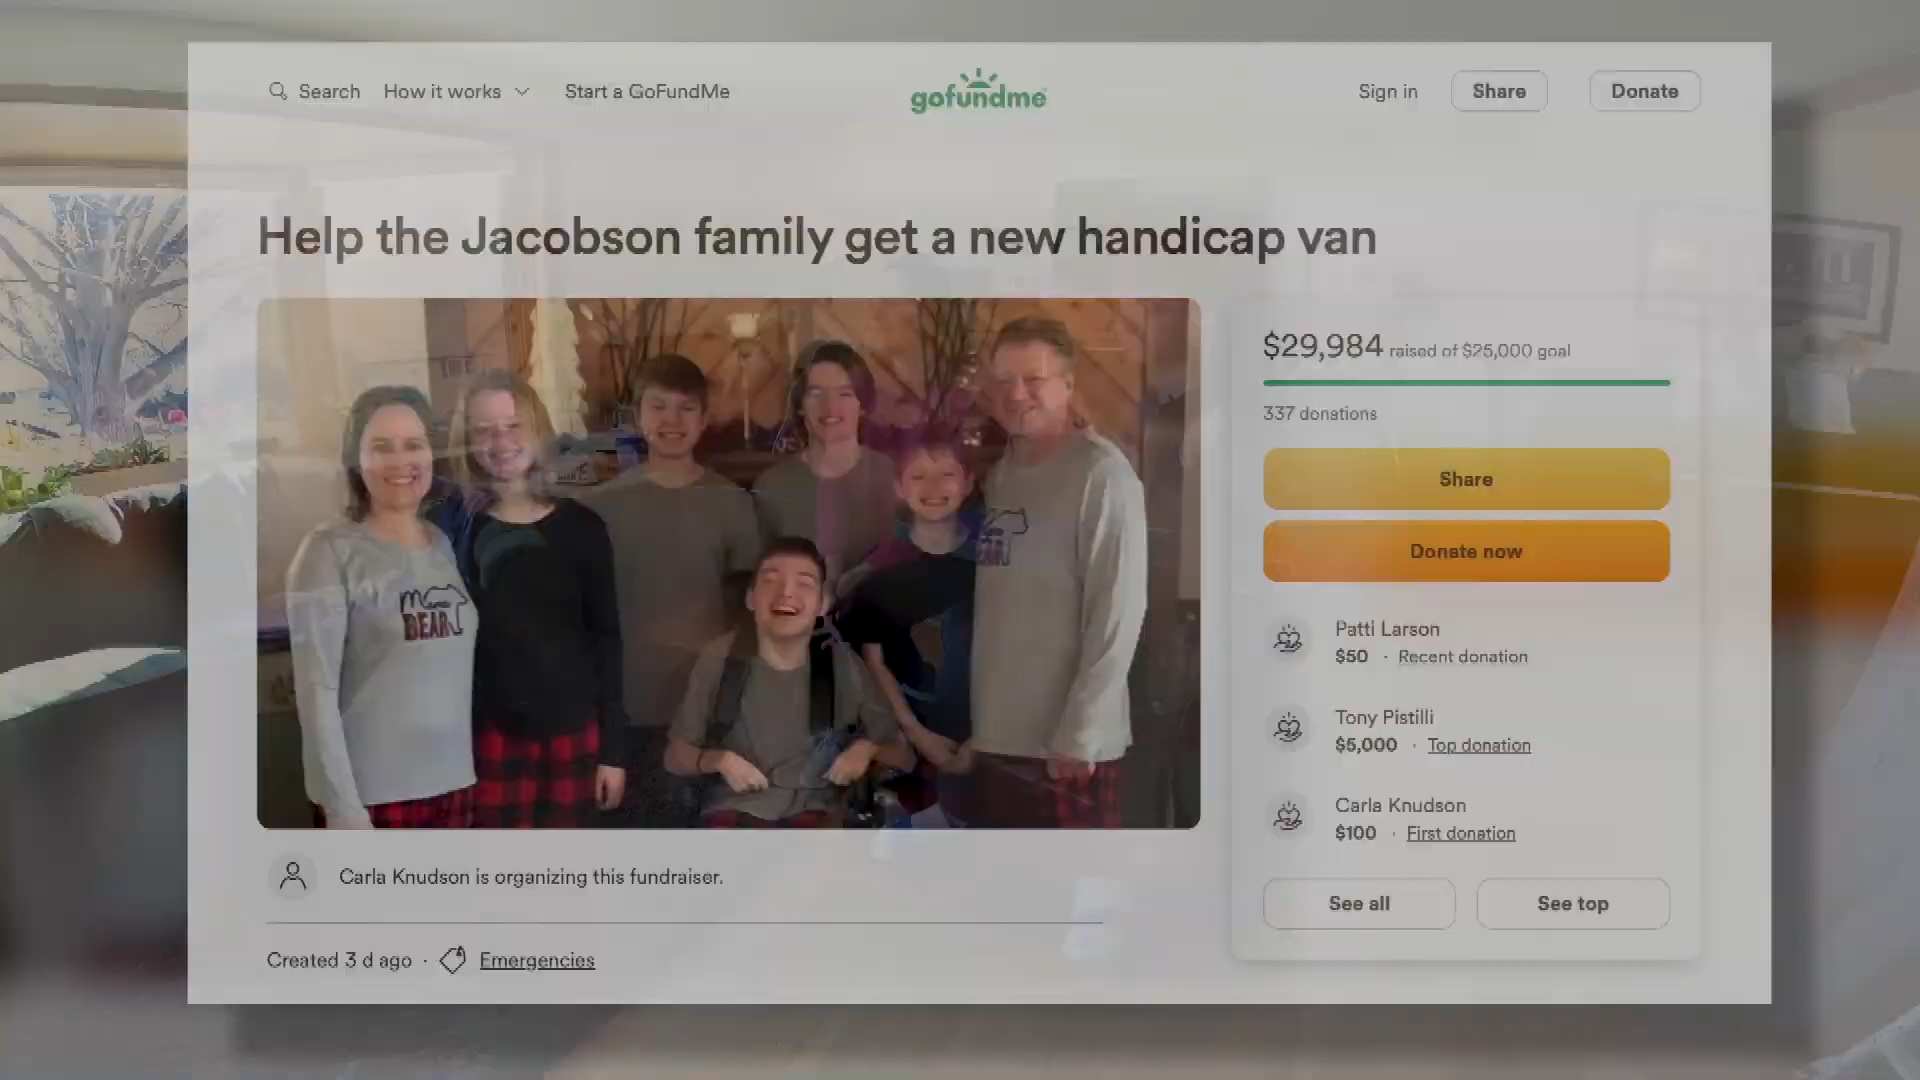 Search How it works Start a GoFundMe
gofundme
Sign in Share Donate
Help the Jacobson family get a new handicap van
Mama
BEAR
BEAR
$29,984 raised of $25,000 goal
337 donations
Share
Donate now
Patti Larson
$50 · Recent donation
Tony Pistilli
$5,000 · Top donation
Carla Knudson
$100 · First donation
See all See top
Carla Knudson is organizing this fundraiser.
Created 3 d ago · Emergencies